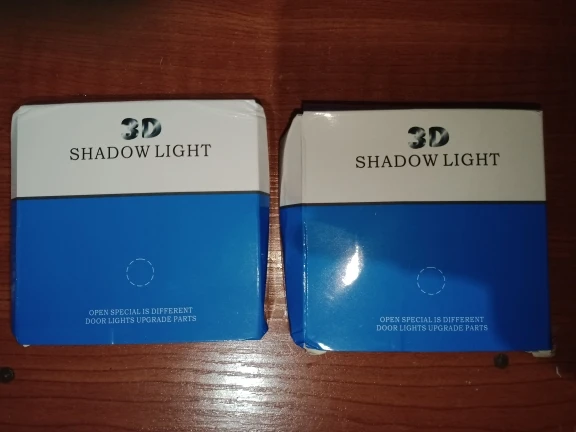 3D
SHADOW LIGHT
OPEN SPECIAL IS DIFFERENT
DOOR LIGHTS UPGRADE PARTS
3D
SHADOW LIGHT
OPEN SPECIAL IS DIFFERENT
DOOR LIGHTS UPGRADE PARTS